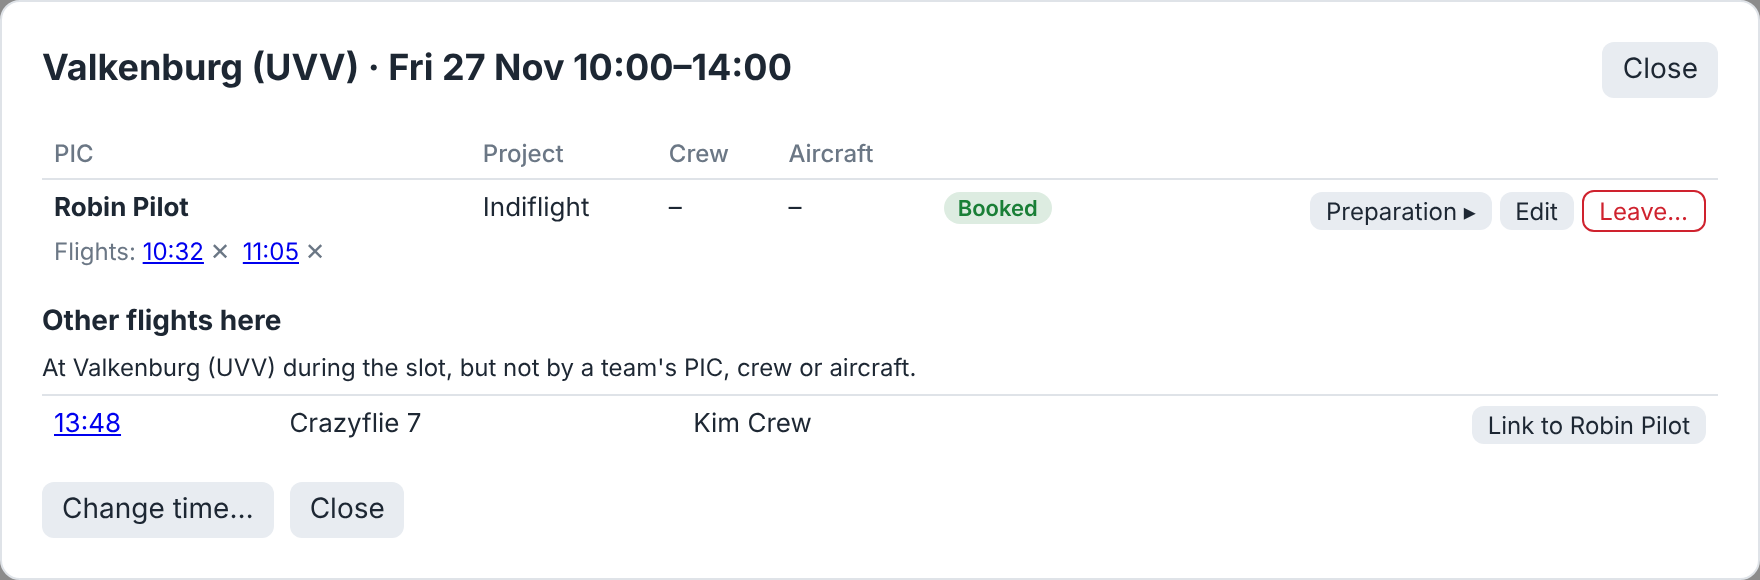 Valkenburg (UVV) · Fri 27 Nov 10:00–14:00 Close
PIC Project Crew Aircraft
Robin Pilot Indiflight – – Booked Preparation ▸ Edit Leave...
Flights: 10:32 × 11:05 ×
Other flights here
At Valkenburg (UVV) during the slot, but not by a team's PIC, crew or aircraft.
13:48 Crazyflie 7 Kim Crew Link to Robin Pilot
Change time... Close